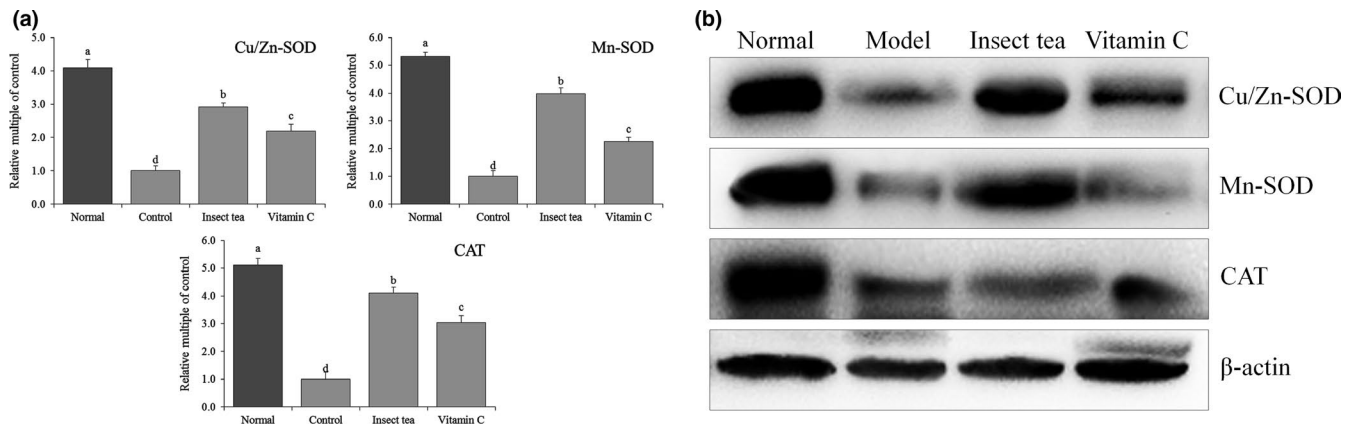 (a)
Cu/Zn-SOD
Relative multiple of control
5.0
4.0
3.0
2.0
1.0
0.0
a
d
b
c
Normal Control Insect tea Vitamin C
Mn-SOD
Relative multiple of control
6.0
5.0
4.0
3.0
2.0
1.0
0.0
a
d
b
c
Normal Control Insect tea Vitamin C
CAT
Relative multiple of control
6.0
5.0
4.0
3.0
2.0
1.0
0.0
a
d
b
c
Normal Control Insect tea Vitamin C
(b)
Normal Model Insect tea Vitamin C
Cu/Zn-SOD
Mn-SOD
CAT
β-actin